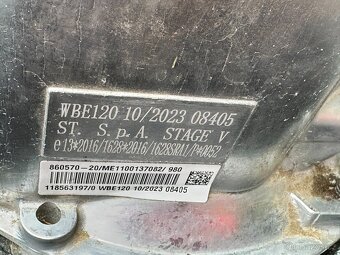 WBE120 10/2023 08405
ST. S.p.A. STAGE V
e13*2016/1628*2016/1628SRA1/P*0052
860570-20/ME1100137082/ 980
118563197/0 WBE120 10/2023 08405